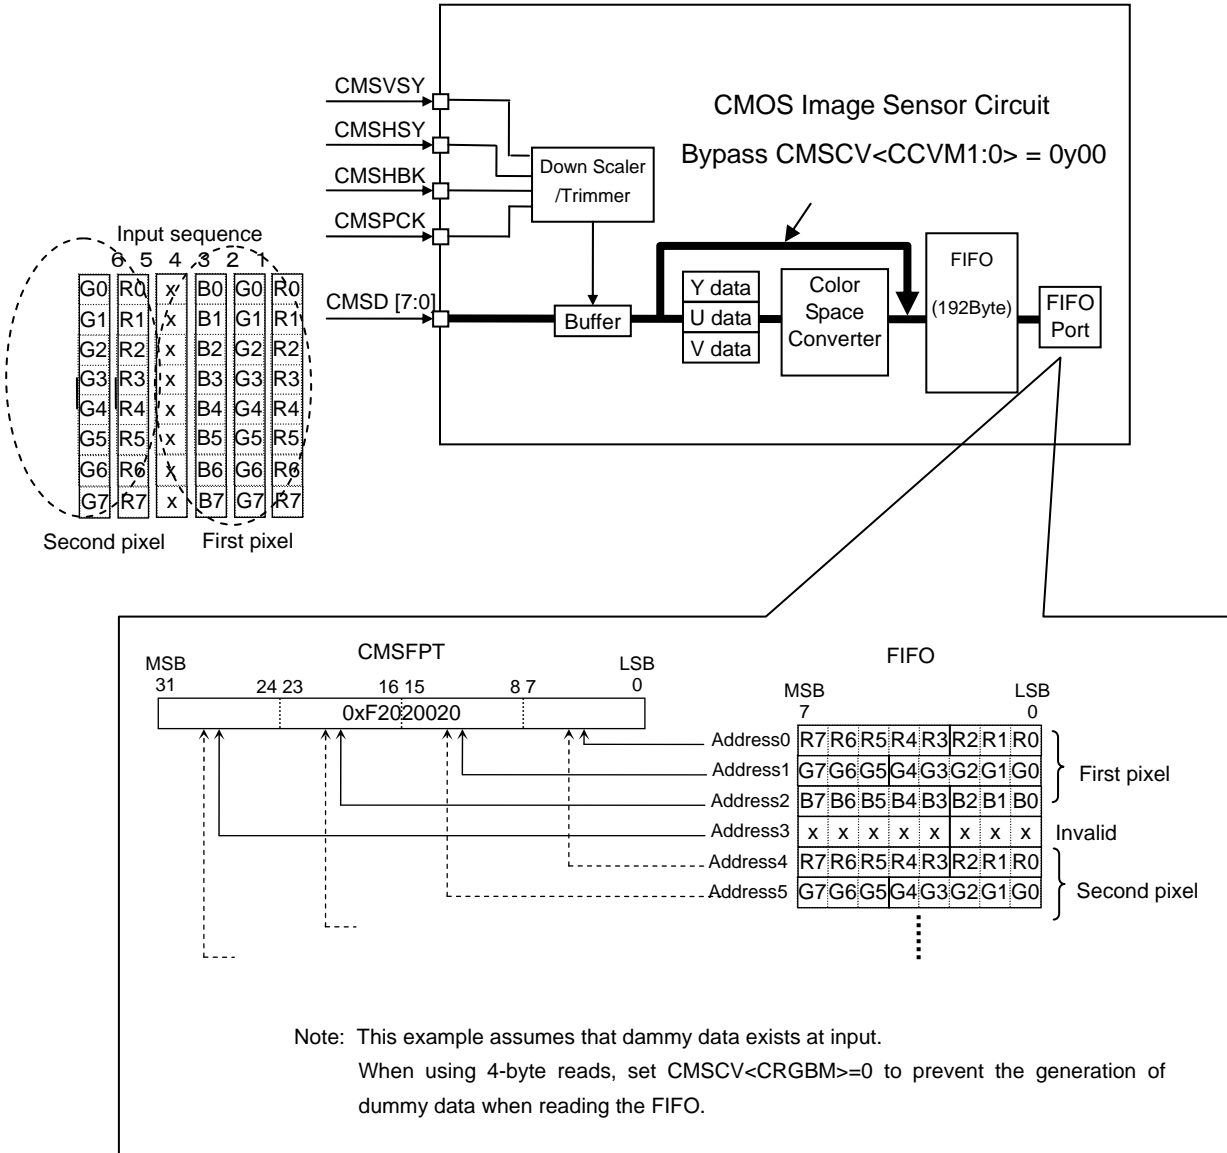 CMSVSY
CMSHSY
CMSHBK
CMSPCK
CMSD [7:0]
CMOS Image Sensor Circuit
Bypass CMSCV<CCVM1:0> = 0y00
Down Scaler
/Trimmer
Buffer
Y data
U data
V data
Color
Space
Converter
FIFO
(192Byte)
FIFO
Port
Input sequence
6 5 4 3 2 1
G0 R0 x B0 G0 R0
G1 R1 x B1 G1 R1
G2 R2 x B2 G2 R2
G3 R3 x B3 G3 R3
G4 R4 x B4 G4 R4
G5 R5 x B5 G5 R5
G6 R6 x B6 G6 R6
G7 R7 x B7 G7 R7
Second pixel First pixel
CMSFPT
MSB LSB
31 24 23 16 15 8 7 0
0xF2020020
FIFO
MSB LSB
7 0
Address0 R7 R6 R5 R4 R3 R2 R1 R0
Address1 G7 G6 G5 G4 G3 G2 G1 G0
First pixel
Address2 B7 B6 B5 B4 B3 B2 B1 B0
Address3 x x x x x x x x Invalid
Address4 R7 R6 R5 R4 R3 R2 R1 R0
Address5 G7 G6 G5 G4 G3 G2 G1 G0
Second pixel
Note: This example assumes that dammy data exists at input.
When using 4-byte reads, set CMSCV<CRGBM>=0 to prevent the generation of
dummy data when reading the FIFO.